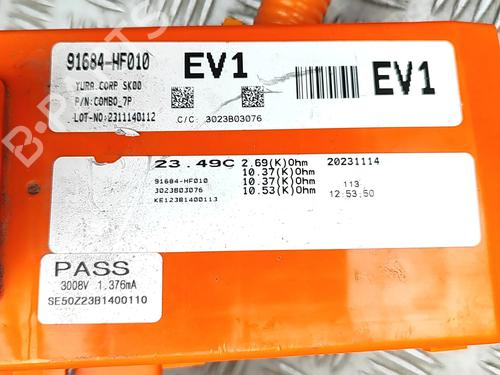 91684-HF010 EV1
YURA CORP SK00
P/N:COMBO_7P
LOT-NO:2311140112 C/C: 3023B03076
EV1
23.49C 2.69(K)Ohm 20231114
10.37(K)Ohm
91684-HF010 10.37(K)Ohm 113
3023B03076 10.53(K)Ohm 12:53:50
KE123B1400113
PASS
3008V 1.376mA
SE50Z23B1400110